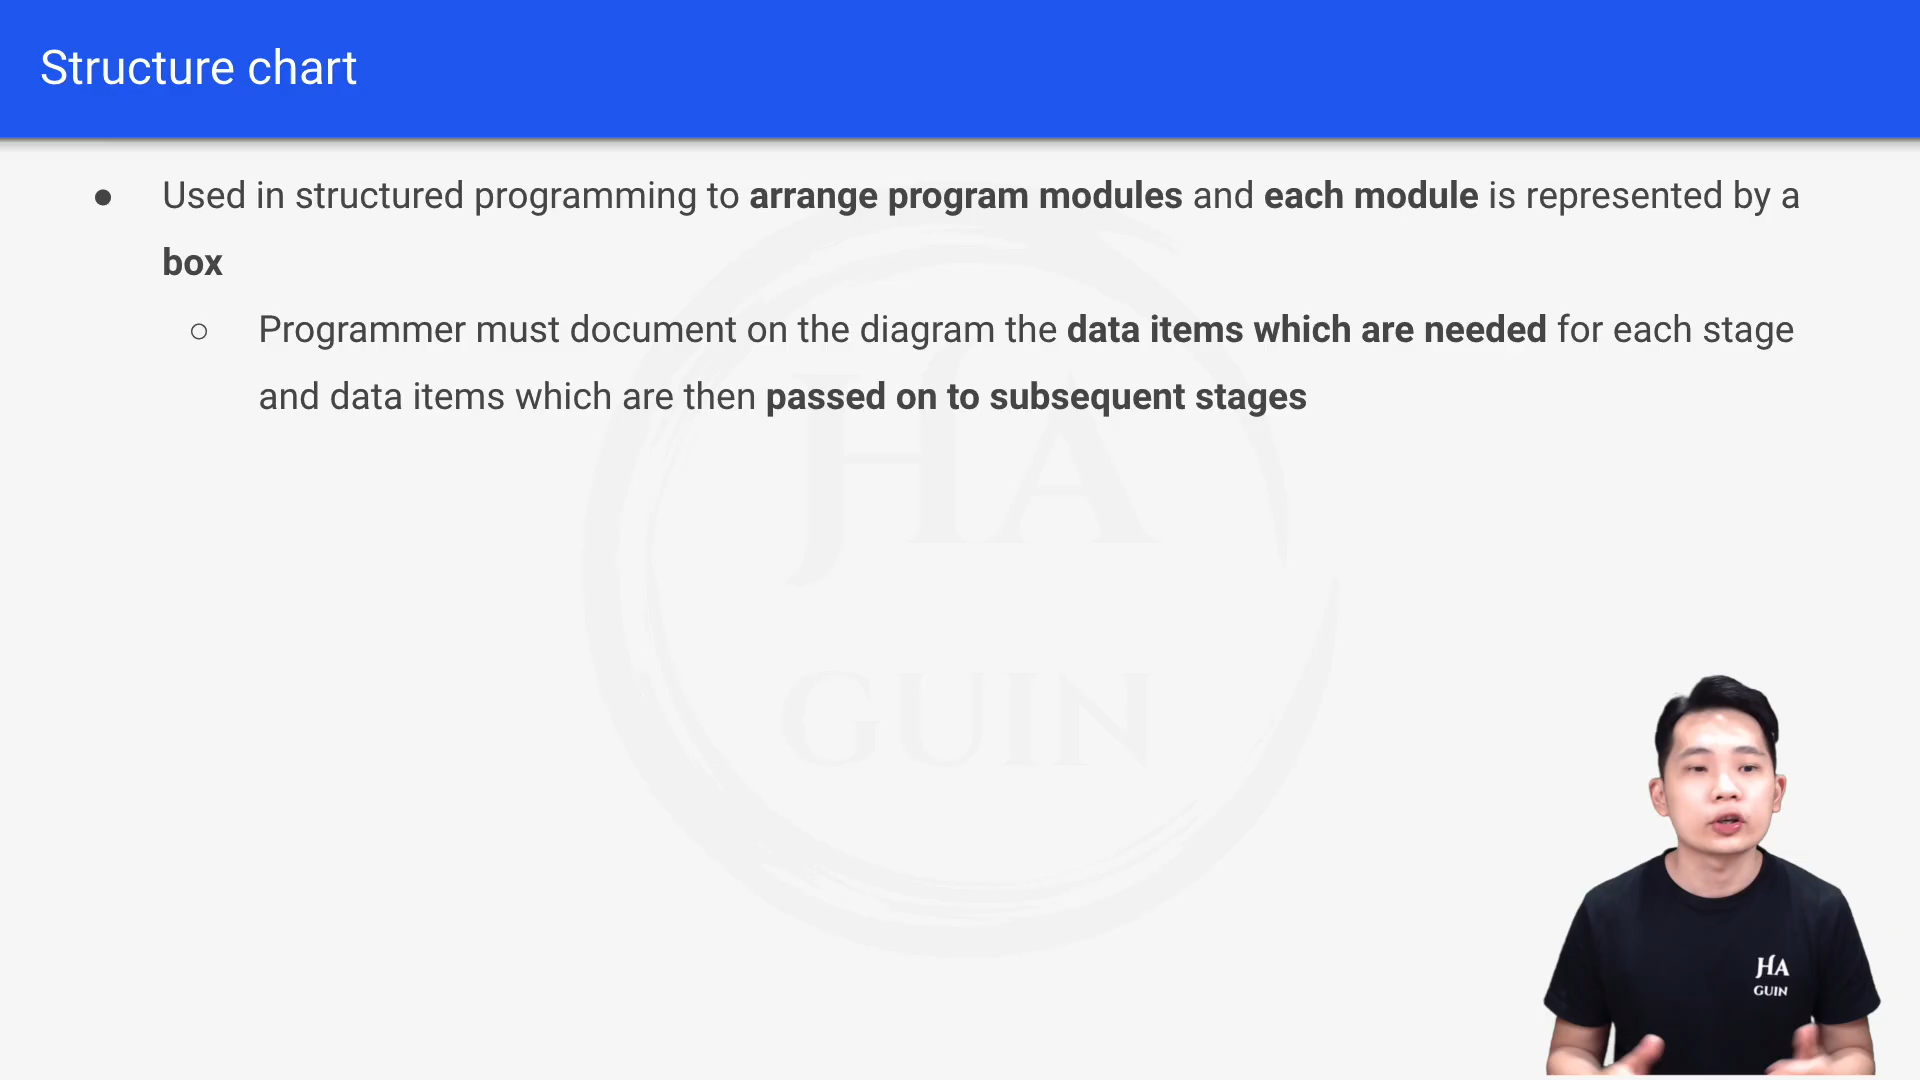 Structure chart
● Used in structured programming to arrange program modules and each module is represented by a
box
○ Programmer must document on the diagram the data items which are needed for each stage
and data items which are then passed on to subsequent stages
HA
GUIN
HA
GUIN